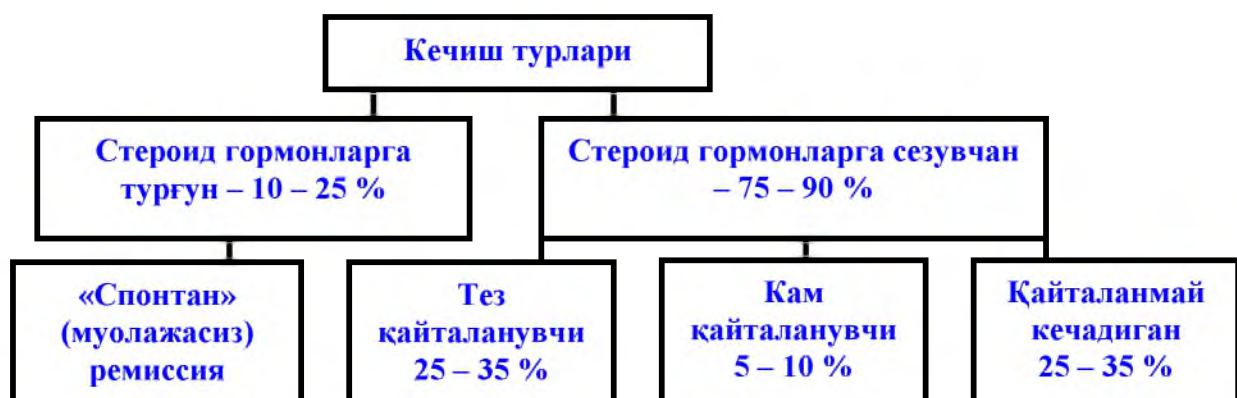 Кечиш турлари
Стероид гормонларга
турғун – 10 – 25 %
Стероид гормонларга сезувчан
– 75 – 90 %
«Спонтан»
(муолажасиз)
ремиссия
Тез
қайталанувчи
25 – 35 %
Кам
қайталанувчи
5 – 10 %
Қайталанмай
кечадиган
25 – 35 %